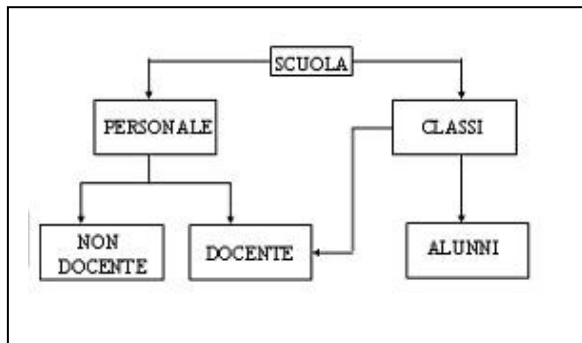 SCUOLA
PERSONALE
CLASSI
NON
DOCENTE
DOCENTE
ALUNNI